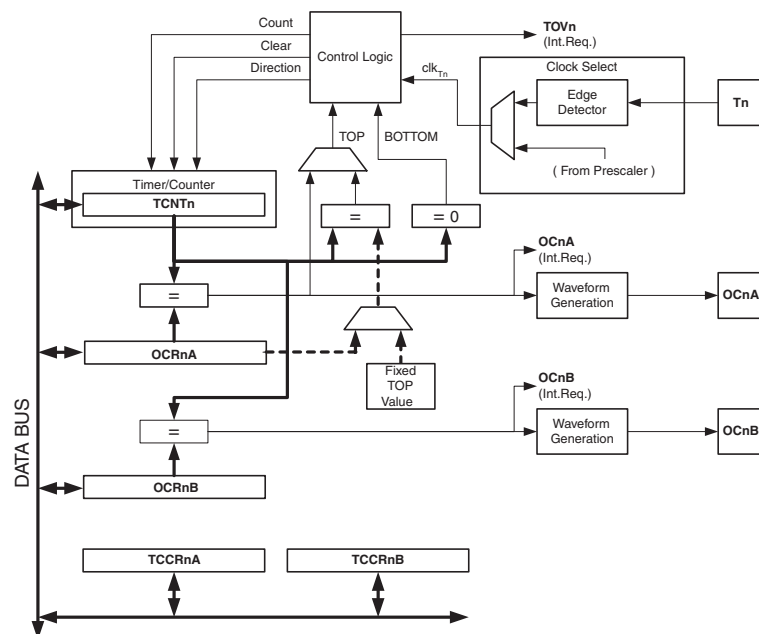 Count
Clear
Direction
Control Logic
TOVn
(Int.Req.)
clkTn
Clock Select
Edge
Detector
Tn
( From Prescaler )
TOP
BOTTOM
Timer/Counter
TCNTn
=
= 0
OCnA
(Int.Req.)
=
Waveform
Generation
OCnA
OCRnA
Fixed
TOP
Value
OCnB
(Int.Req.)
=
Waveform
Generation
OCnB
OCRnB
DATA BUS
TCCRnA
TCCRnB